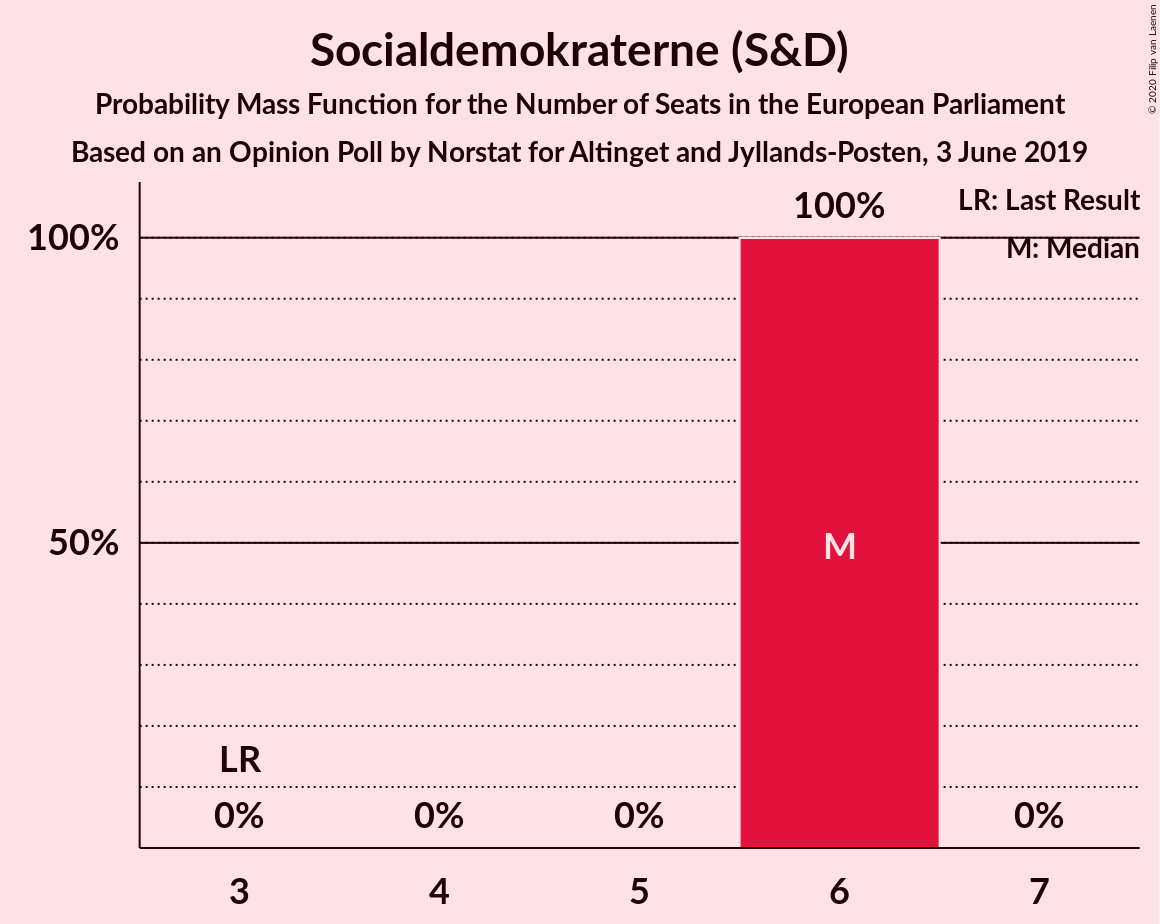 Socialdemokraterne (S&D)
Probability Mass Function for the Number of Seats in the European Parliament
Based on an Opinion Poll by Norstat for Altinget and Jyllands-Posten, 3 June 2019
© 2020 Filip van Laenen
LR: Last Result
M: Median
100%
100%
50%
M
LR
0%
0%
0%
0%
3
4
5
6
7